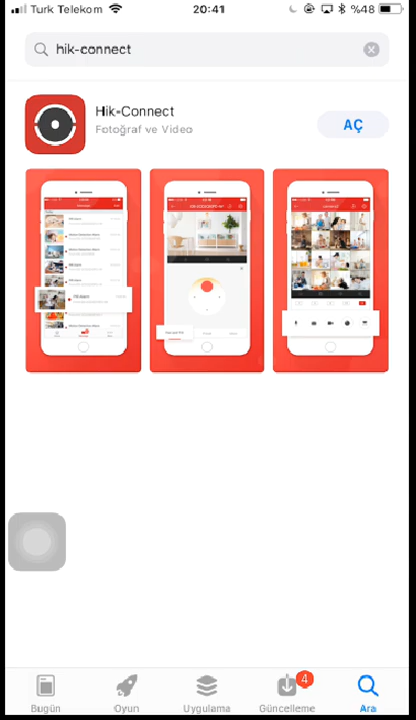 Turk Telekom
20:41
%48
hik-connect
Hik-Connect
Fotoğraf ve Video
AÇ
4
Bugün
Oyun
Uygulama
Güncelleme
Ara